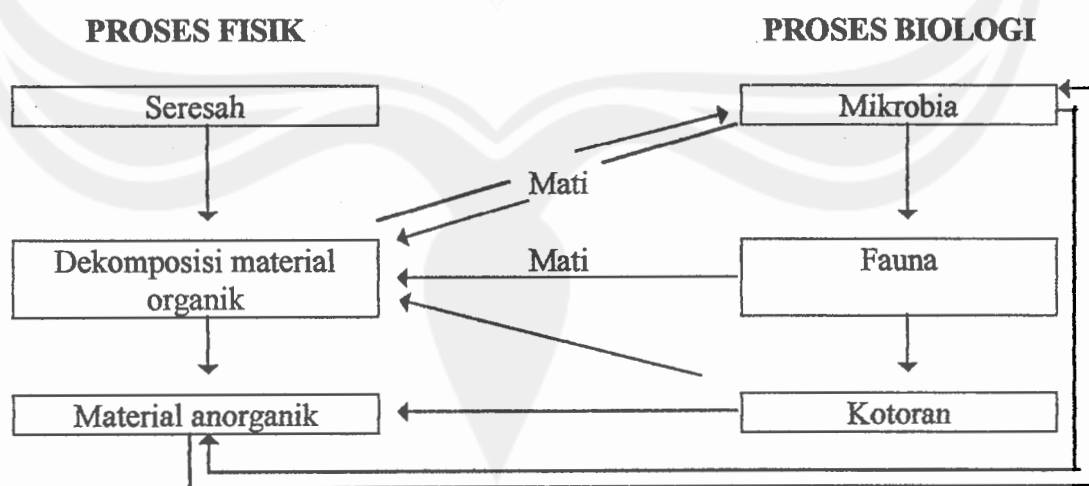 PROSES FISIK
PROSES BIOLOGI
Seresah
Mikrobia
Mati
Dekomposisi material
organik
Mati
Fauna
Material anorganik
Kotoran